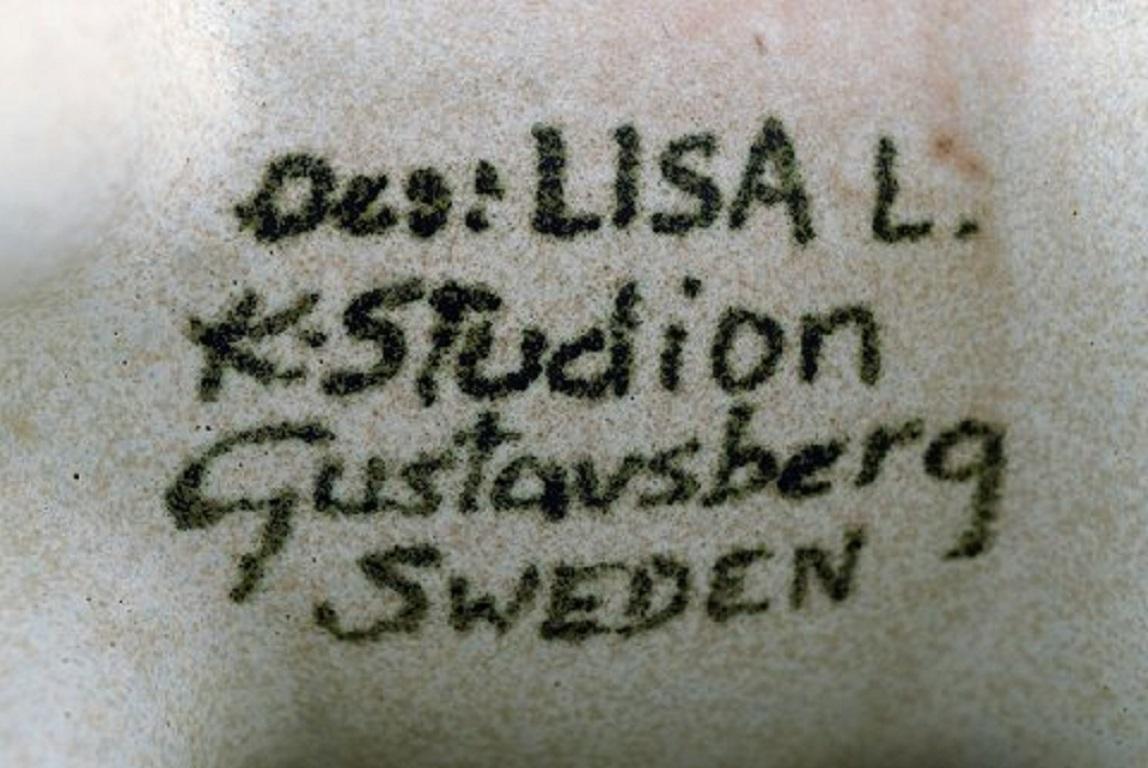 Des: LISA L.
K-Studion
Gustavsberg
SWEDEN